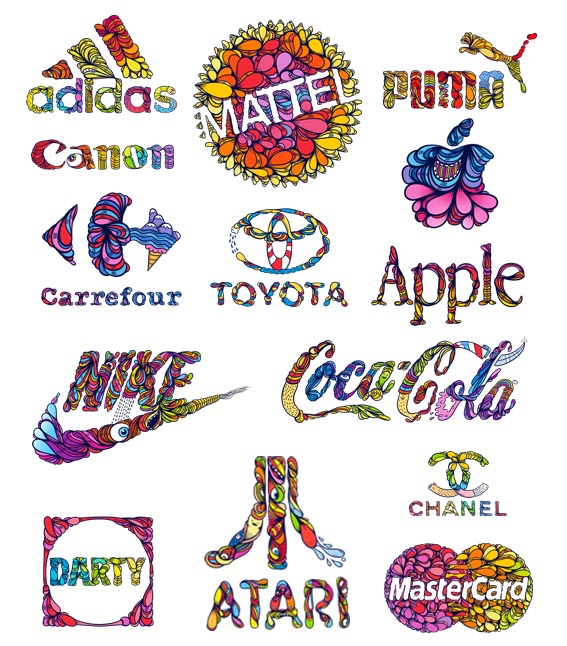 adidas
MATTEL
PUMA
Canon
Carrefour
TOYOTA
Apple
NIKE
Coca-Cola
CHANEL
DARTY
ATARI
MasterCard